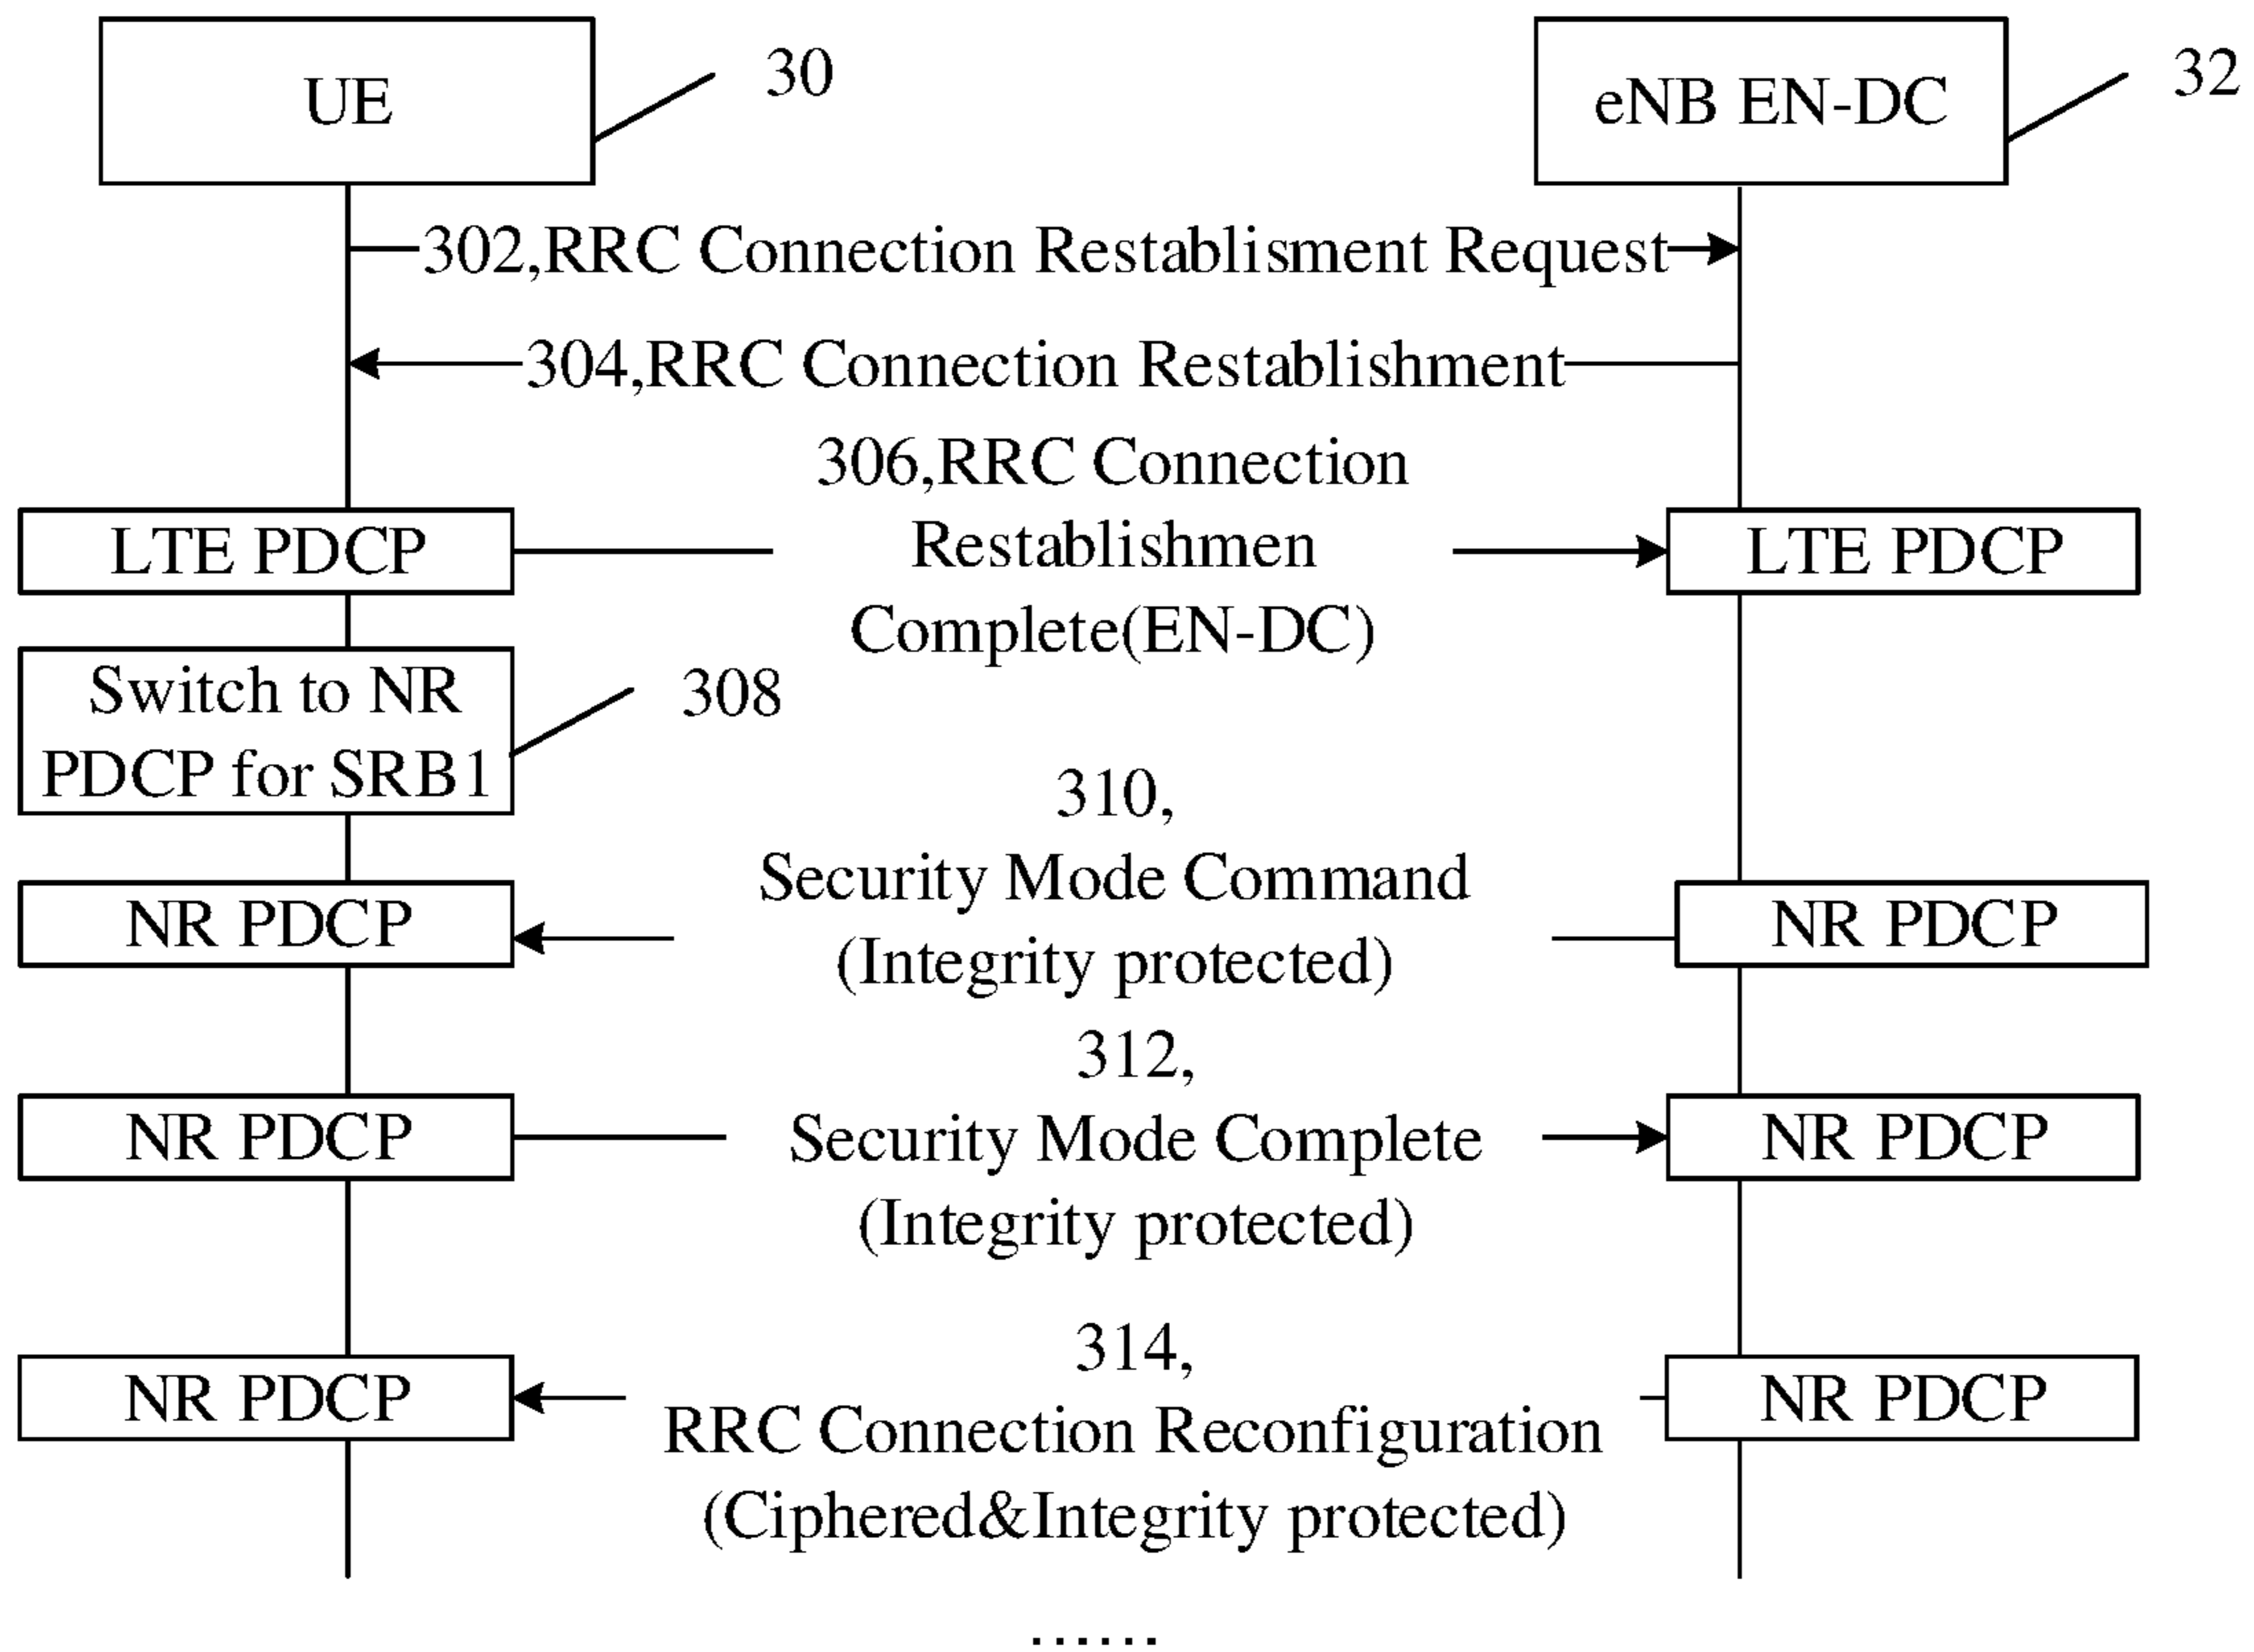 UE
30
eNB EN-DC
32
302,RRC Connection Restablisment Request
304,RRC Connection Restablishment
306,RRC Connection
Restablishmen
Complete(EN-DC)
LTE PDCP
LTE PDCP
Switch to NR
PDCP for SRB1
308
310,
Security Mode Command
(Integrity protected)
NR PDCP
NR PDCP
312,
Security Mode Complete
(Integrity protected)
NR PDCP
NR PDCP
314,
RRC Connection Reconfiguration
(Ciphered&Integrity protected)
NR PDCP
NR PDCP
......